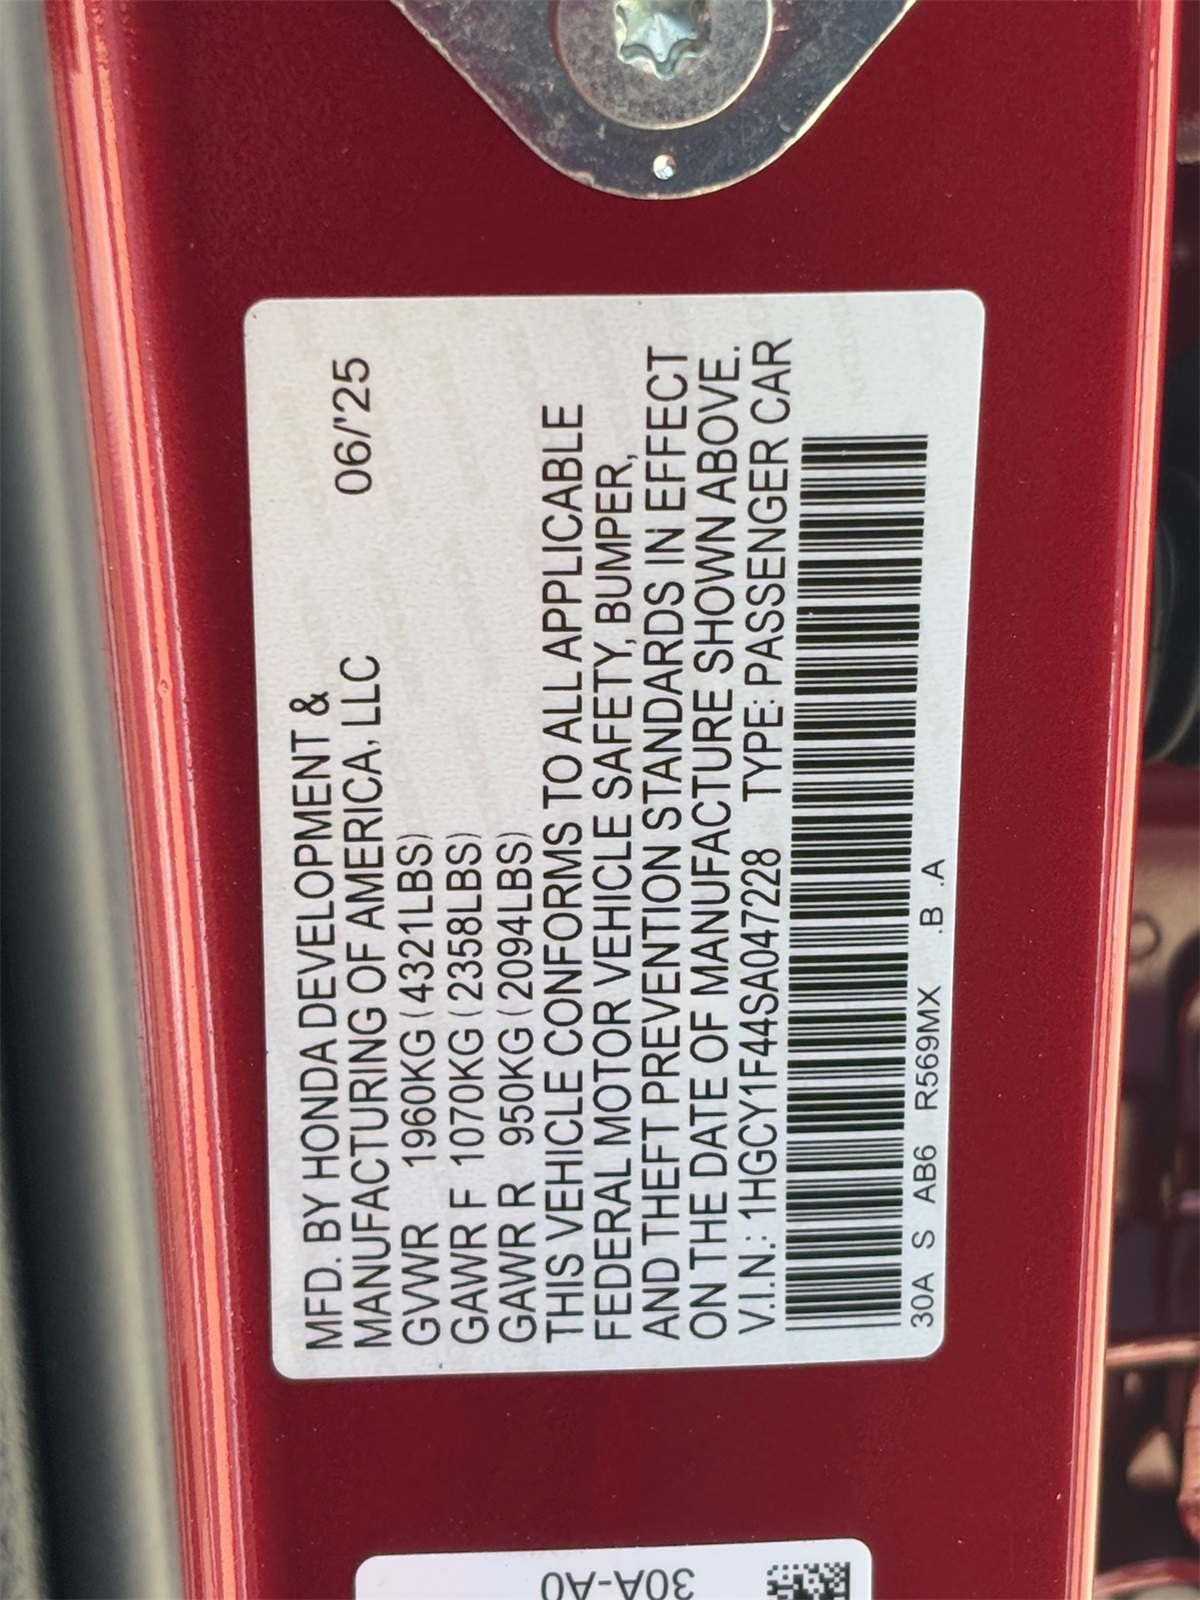 MFD. BY HONDA DEVELOPMENT &
MANUFACTURING OF AMERICA, LLC 06/'25
GVWR 1960KG (4321LBS)
GAWR F 1070KG (2358LBS)
GAWR R 950KG (2094LBS)
THIS VEHICLE CONFORMS TO ALL APPLICABLE
FEDERAL MOTOR VEHICLE SAFETY, BUMPER,
AND THEFT PREVENTION STANDARDS IN EFFECT
ON THE DATE OF MANUFACTURE SHOWN ABOVE.
V.I.N.: 1HGCY1F44SA047228 TYPE: PASSENGER CAR
30A S AB6 R569MX .B .A
30A-A0